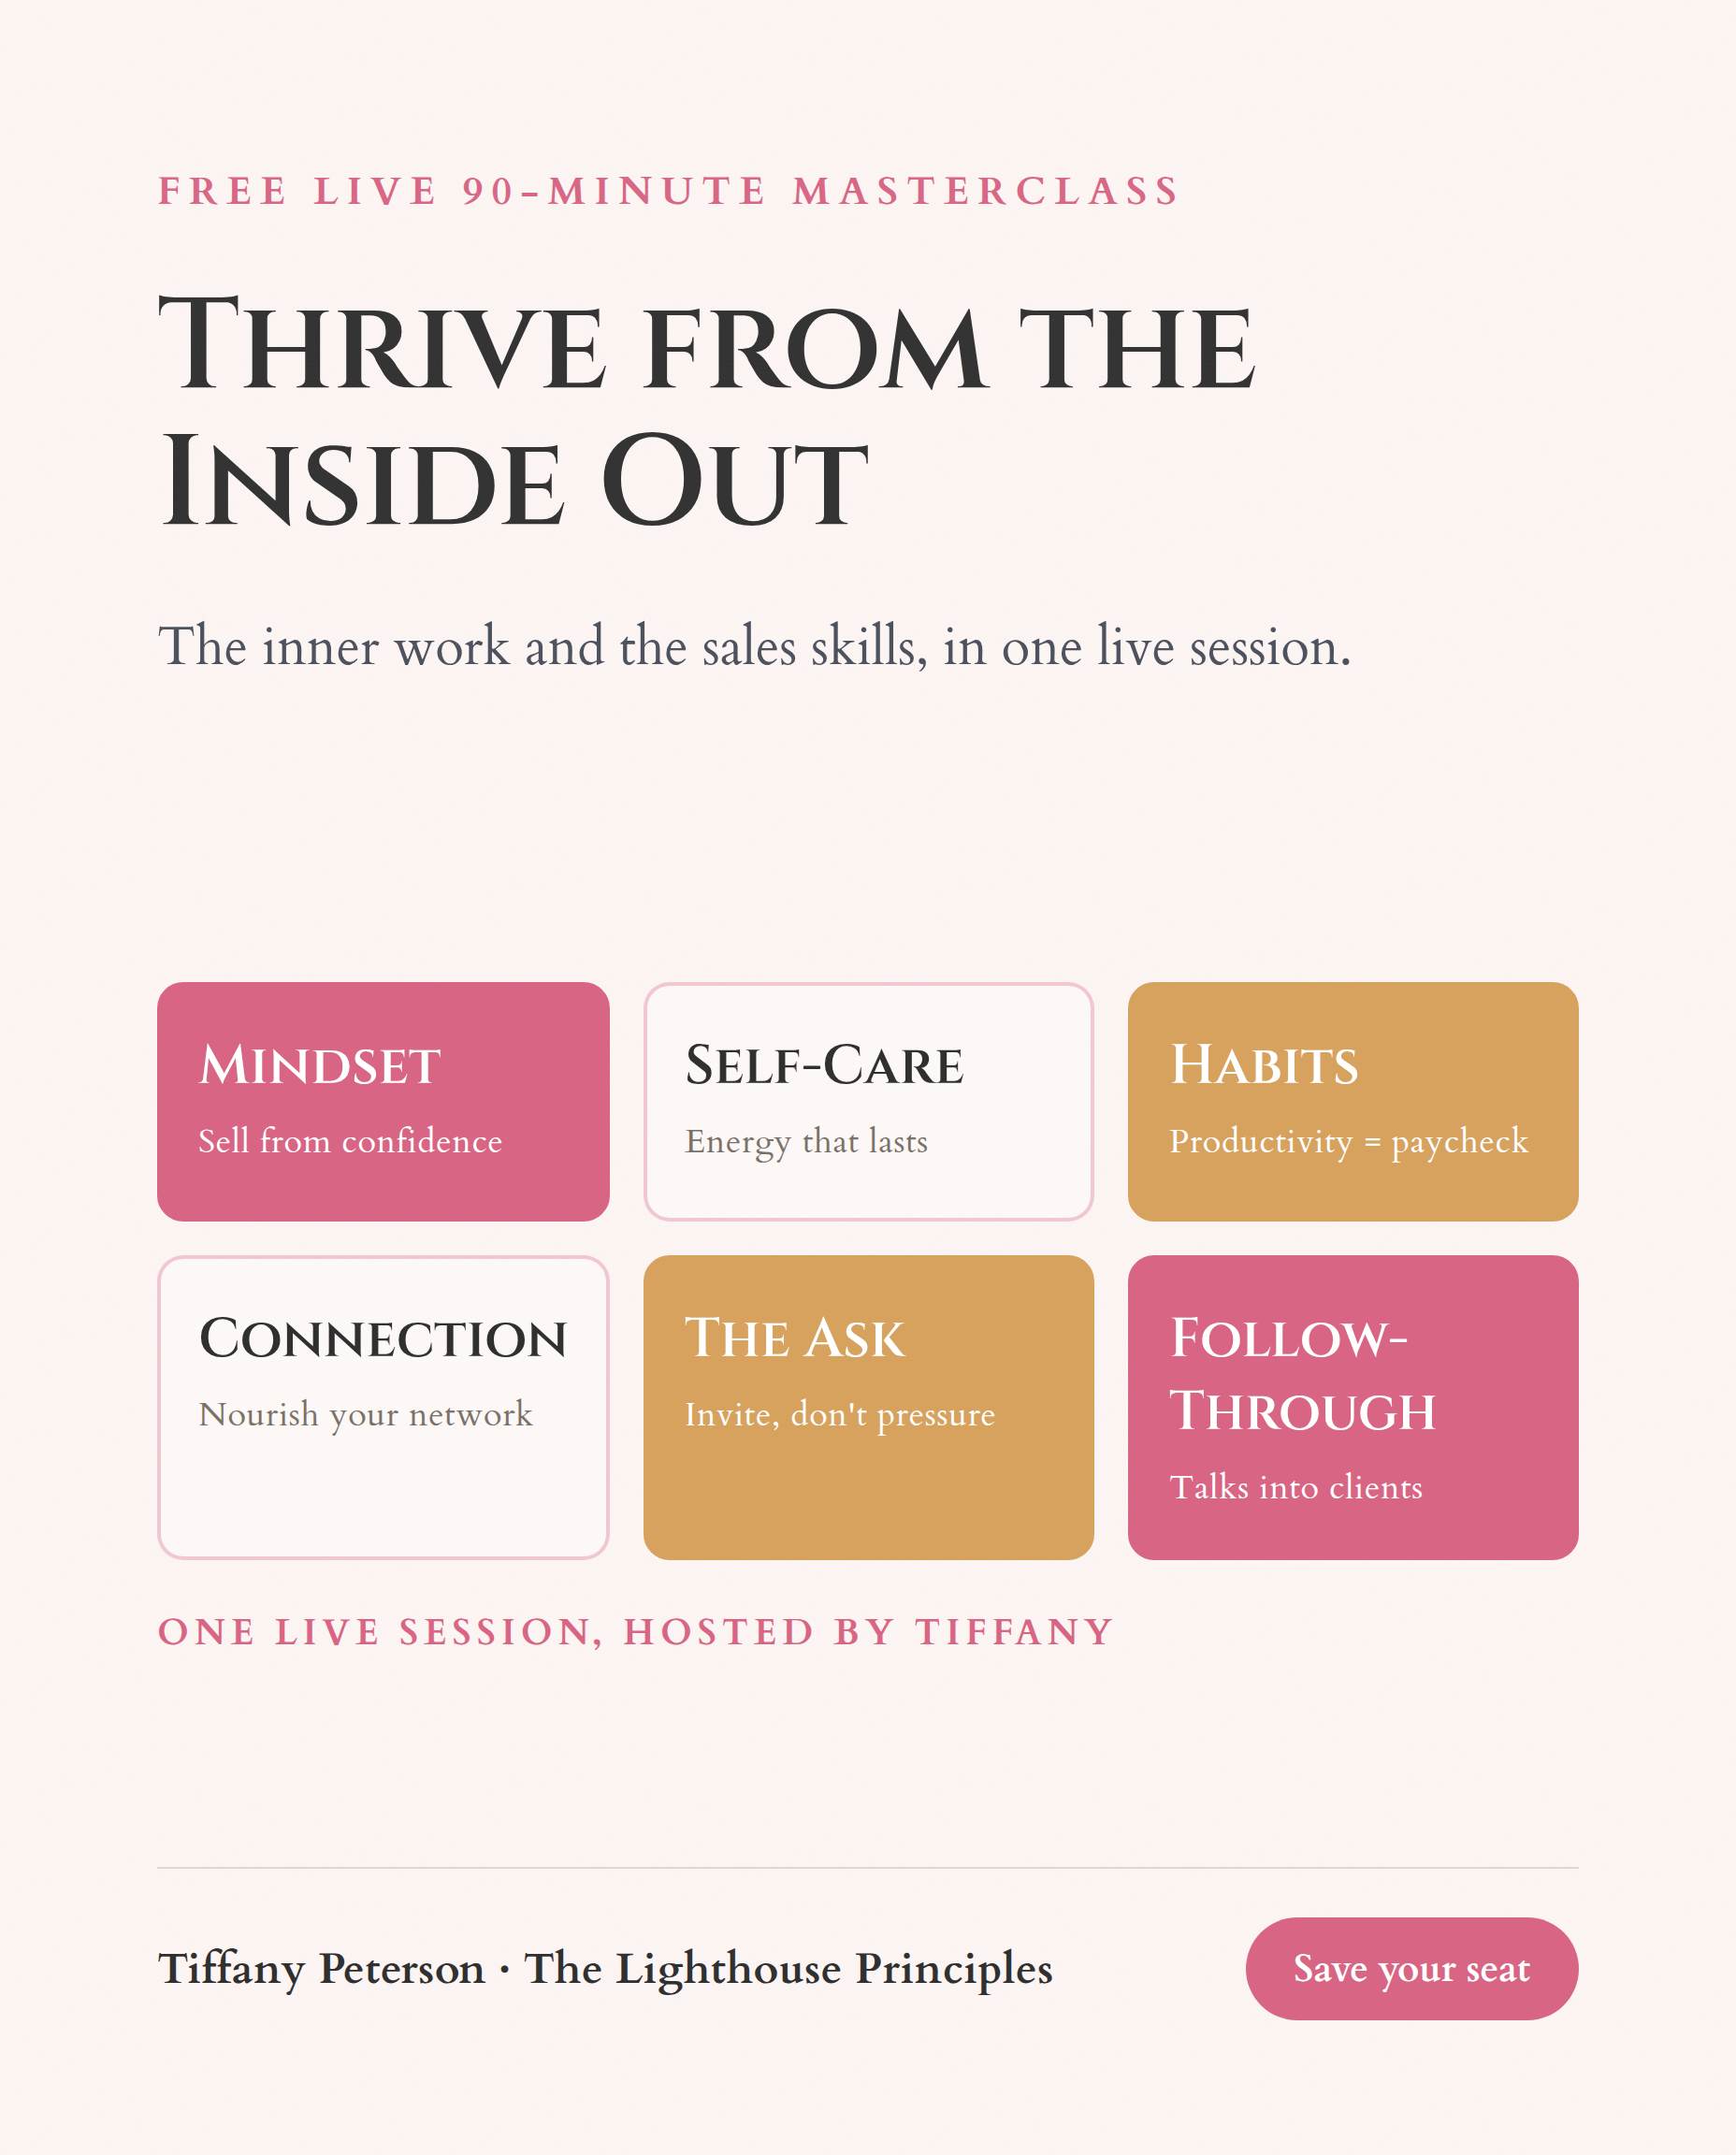 FREE LIVE 90-MINUTE MASTERCLASS
Thrive from the
Inside Out
The inner work and the sales skills, in one live session.
Mindset
Sell from confidence
Self-Care
Energy that lasts
Habits
Productivity = paycheck
Connection
Nourish your network
The Ask
Invite, don't pressure
Follow-
Through
Talks into clients
ONE LIVE SESSION, HOSTED BY TIFFANY
Tiffany Peterson · The Lighthouse Principles
Save your seat